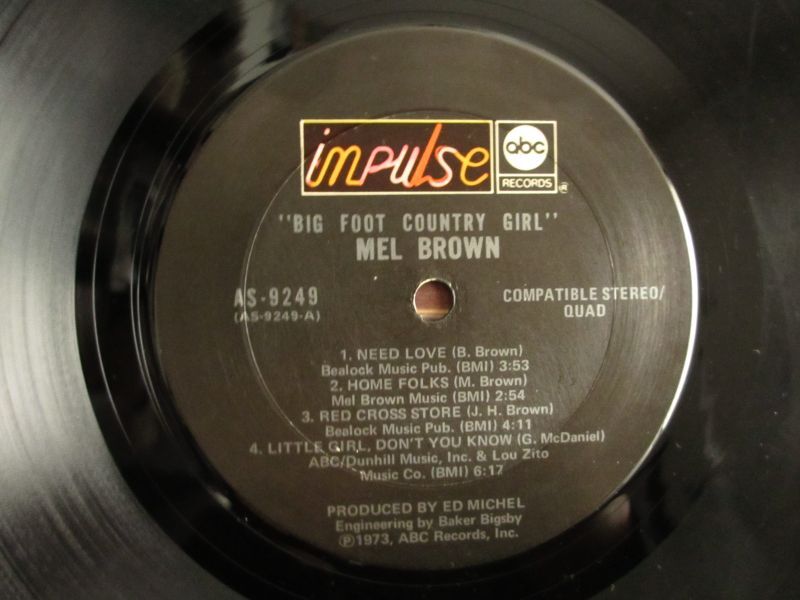 impulse
abc
RECORDS
®
"BIG FOOT COUNTRY GIRL"
MEL BROWN
AS-9249
(AS-9249-A)
COMPATIBLE STEREO/
QUAD
1. NEED LOVE (B. Brown)
Bealock Music Pub. (BMI) 3:53
2. HOME FOLKS (M. Brown)
Mel Brown Music (BMI) 2:54
3. RED CROSS STORE (J. H. Brown)
Bealock Music Pub. (BMI) 4:11
4. LITTLE GIRL, DON'T YOU KNOW (G. McDaniel)
ABC/Dunhill Music, Inc. & Lou Zito
Music Co. (BMI) 6:17
PRODUCED BY ED MICHEL
Engineering by Baker Bigsby
℗1973, ABC Records, Inc.